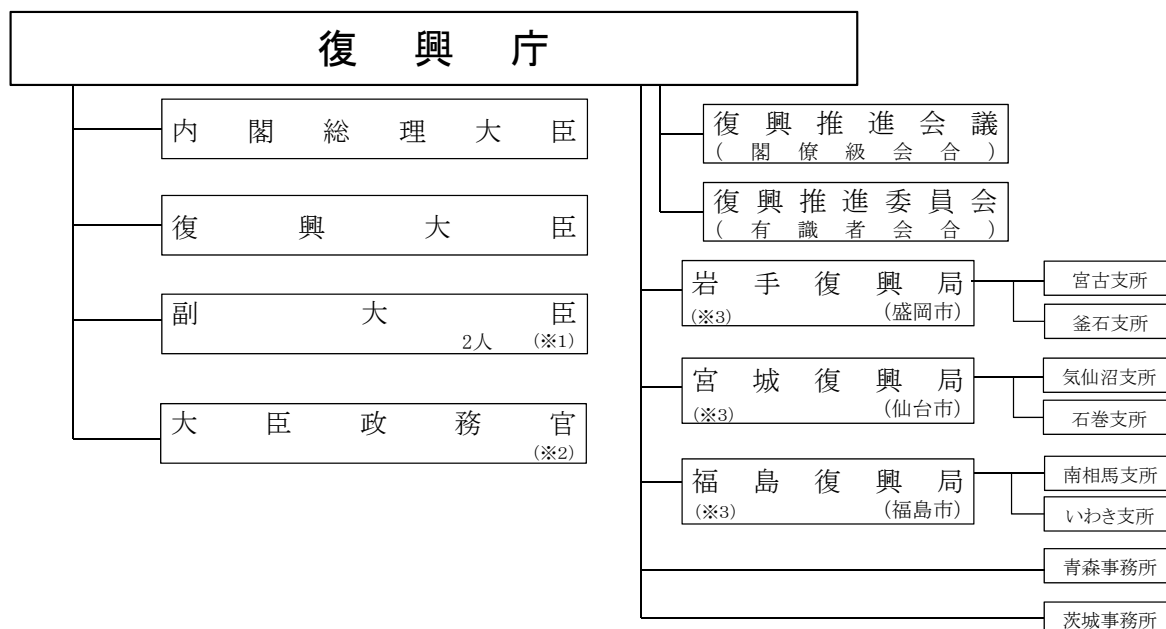 復興庁
内閣総理大臣
復興大臣
副大臣
2人 (※1)
大臣政務官
(※2)
復興推進会議
(閣僚級会合)
復興推進委員会
(有識者会合)
岩手復興局
(※3) (盛岡市)
宮古支所
釜石支所
宮城復興局
(※3) (仙台市)
気仙沼支所
石巻支所
福島復興局
(※3) (福島市)
南相馬支所
いわき支所
青森事務所
茨城事務所